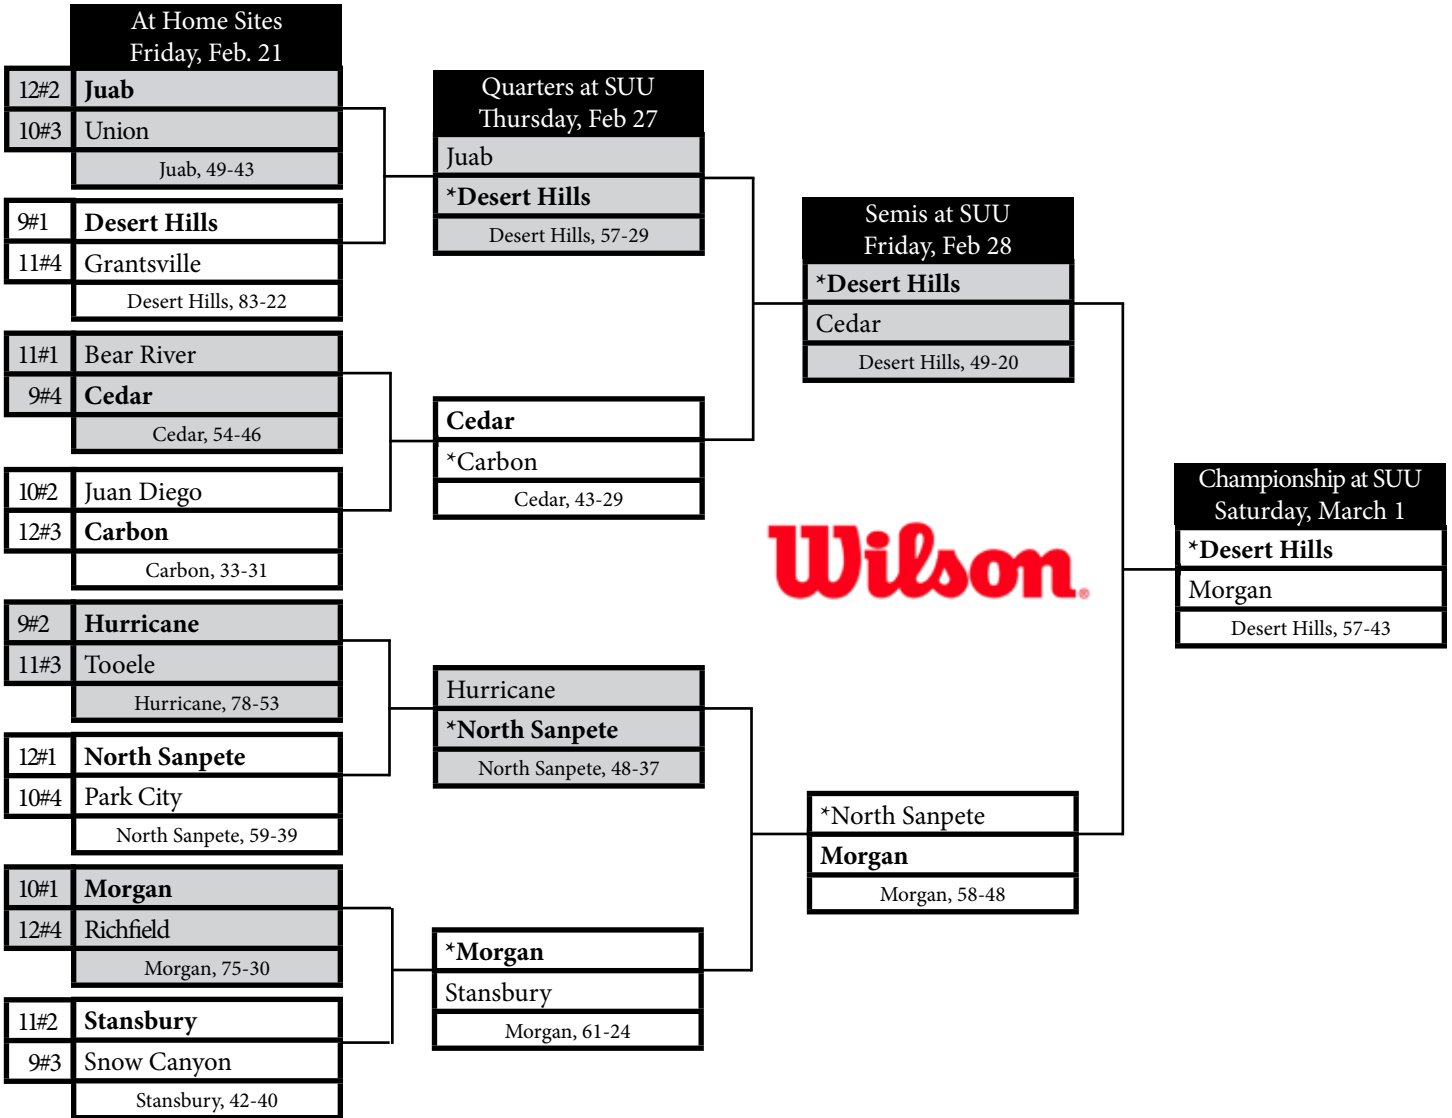 At Home Sites
Friday, Feb. 21
12#2 Juab
10#3 Union
Juab, 49-43
9#1 Desert Hills
11#4 Grantsville
Desert Hills, 83-22
11#1 Bear River
9#4 Cedar
Cedar, 54-46
10#2 Juan Diego
12#3 Carbon
Carbon, 33-31
9#2 Hurricane
11#3 Tooele
Hurricane, 78-53
12#1 North Sanpete
10#4 Park City
North Sanpete, 59-39
10#1 Morgan
12#4 Richfield
Morgan, 75-30
11#2 Stansbury
9#3 Snow Canyon
Stansbury, 42-40
Quarters at SUU
Thursday, Feb 27
Juab
*Desert Hills
Desert Hills, 57-29
Cedar
*Carbon
Cedar, 43-29
Hurricane
*North Sanpete
North Sanpete, 48-37
*Morgan
Stansbury
Morgan, 61-24
Semis at SUU
Friday, Feb 28
*Desert Hills
Cedar
Desert Hills, 49-20
Wilson®
*North Sanpete
Morgan
Morgan, 58-48
Championship at SUU
Saturday, March 1
*Desert Hills
Morgan
Desert Hills, 57-43